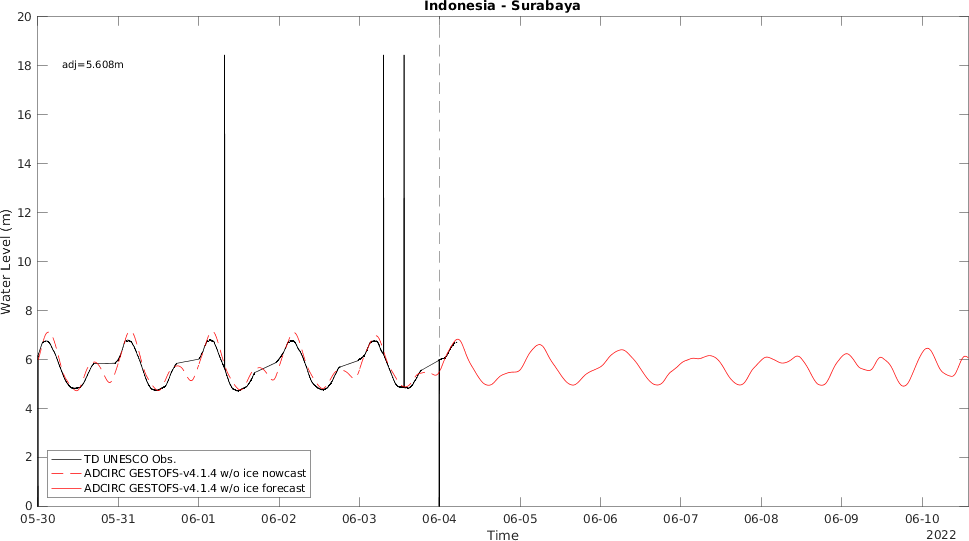 Indonesia - Surabaya
20
18
16
14
12
10
8
6
4
2
0
Water Level (m)
adj=5.608m
TD UNESCO Obs.
ADCIRC GESTOFS-v4.1.4 w/o ice nowcast
ADCIRC GESTOFS-v4.1.4 w/o ice forecast
05-30 05-31 06-01 06-02 06-03 06-04 06-05 06-06 06-07 06-08 06-09 06-10
Time
2022